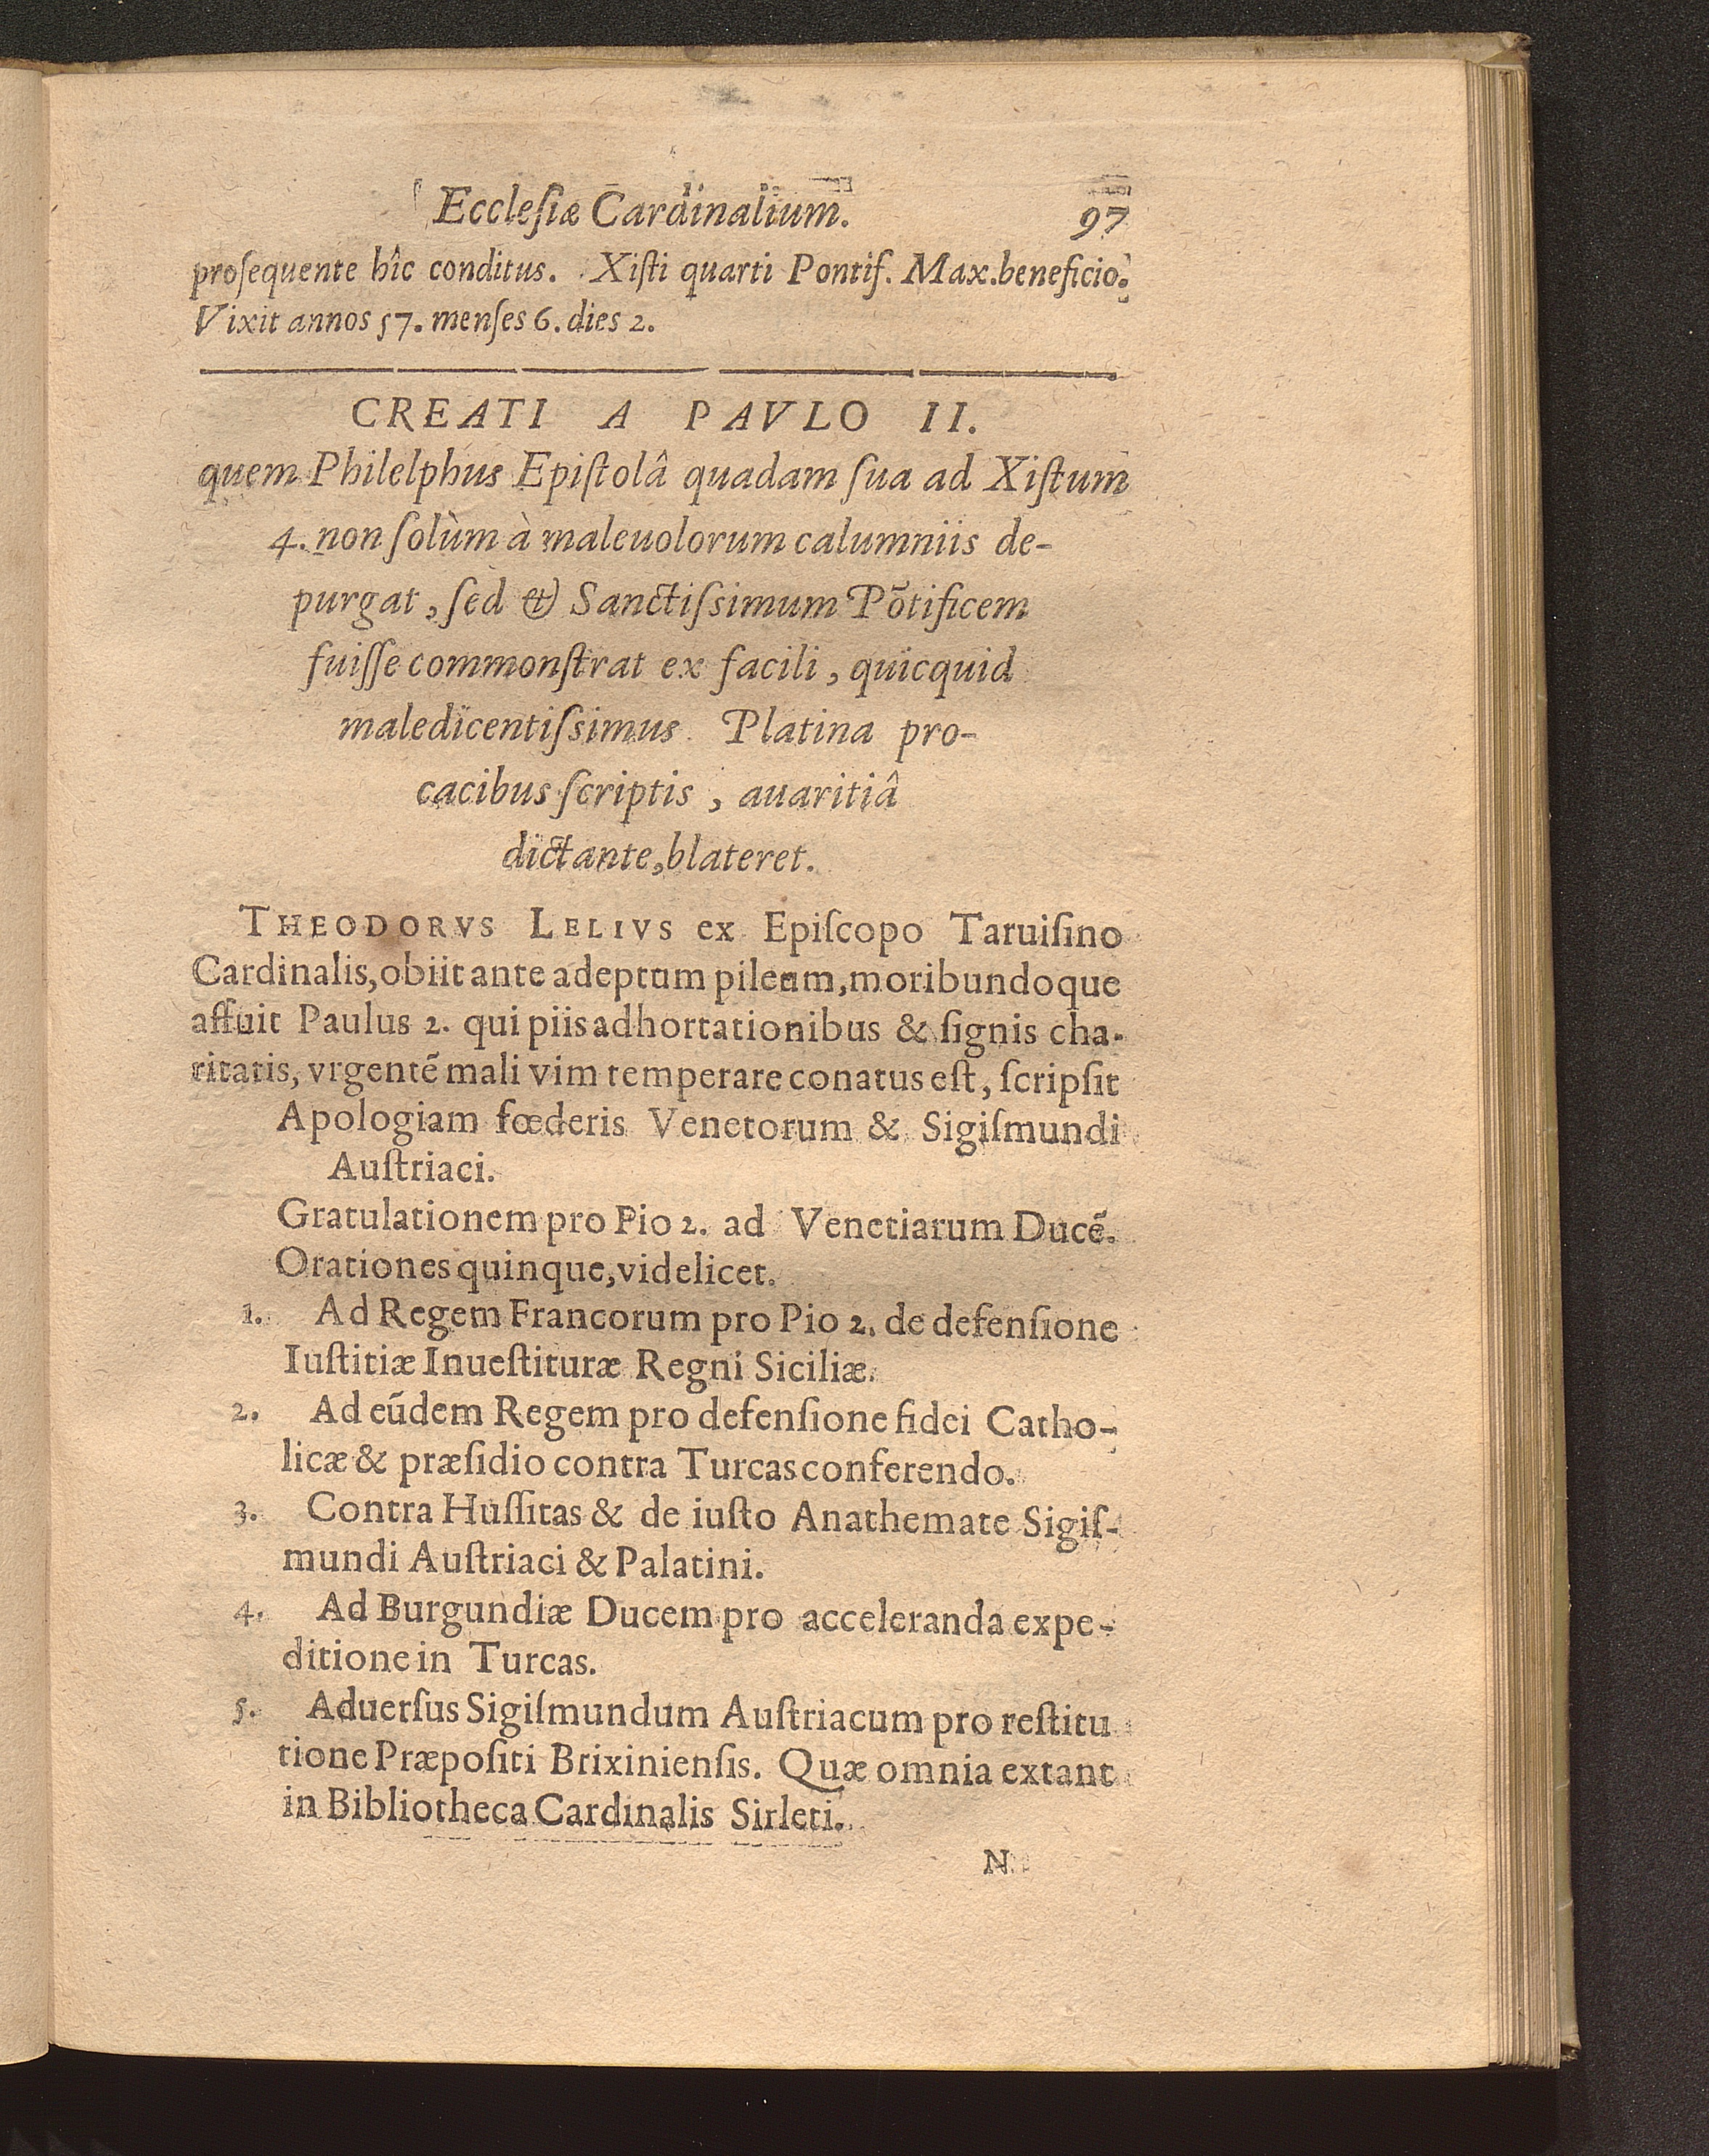 Ecclesiæ Cardinalium. 97
prosequente hîc conditus. Xisti quarti Pontif. Max. beneficio.
Vixit annos 57. menses 6. dies 2.
CREATI A PAVLO II.
quem Philelphus Epistolâ quadam sua ad Xistum
4. non solùm à maleuolorum calumniis de-
purgat, sed & Sanctissimum Põtificem
fuisse commonstrat ex facili, quicquid
maledicentissimus Platina pro-
cacibus scriptis, auaritiâ
dictante, blateret.
THEODORVS LELIVS ex Episcopo Taruisino
Cardinalis, obiit ante adeptum pileum, moribundoque
affuit Paulus 2. qui piis adhortationibus & signis cha-
ritatis, vrgentẽ mali vim temperare conatus est, scripsit
Apologiam fœderis Venetorum & Sigismundi
Austriaci.
Gratulationem pro Pio 2. ad Venetiarum Ducẽ.
Orationes quinque, videlicet.
1. Ad Regem Francorum pro Pio 2. de defensione
Iustitiæ Inuestituræ Regni Siciliæ.
2. Ad eũdem Regem pro defensione fidei Catho-
licæ & præsidio contra Turcas conferendo.
3. Contra Hussitas & de iusto Anathemate Sigis-
mundi Austriaci & Palatini.
4. Ad Burgundiæ Ducem pro acceleranda expe-
ditione in Turcas.
5. Aduersus Sigismundum Austriacum pro restitu
tione Præpositi Brixiniensis. Quæ omnia extant
in Bibliotheca Cardinalis Sirleti.
N